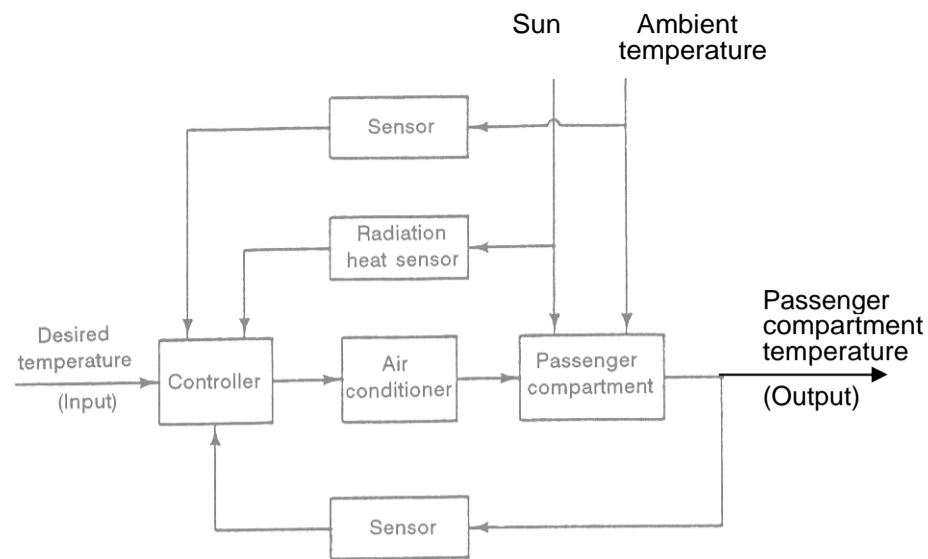 Sun
Ambient
temperature
Sensor
Radiation
heat sensor
Desired
temperature
(Input)
Controller
Air
conditioner
Passenger
compartment
Passenger
compartment
temperature
(Output)
Sensor